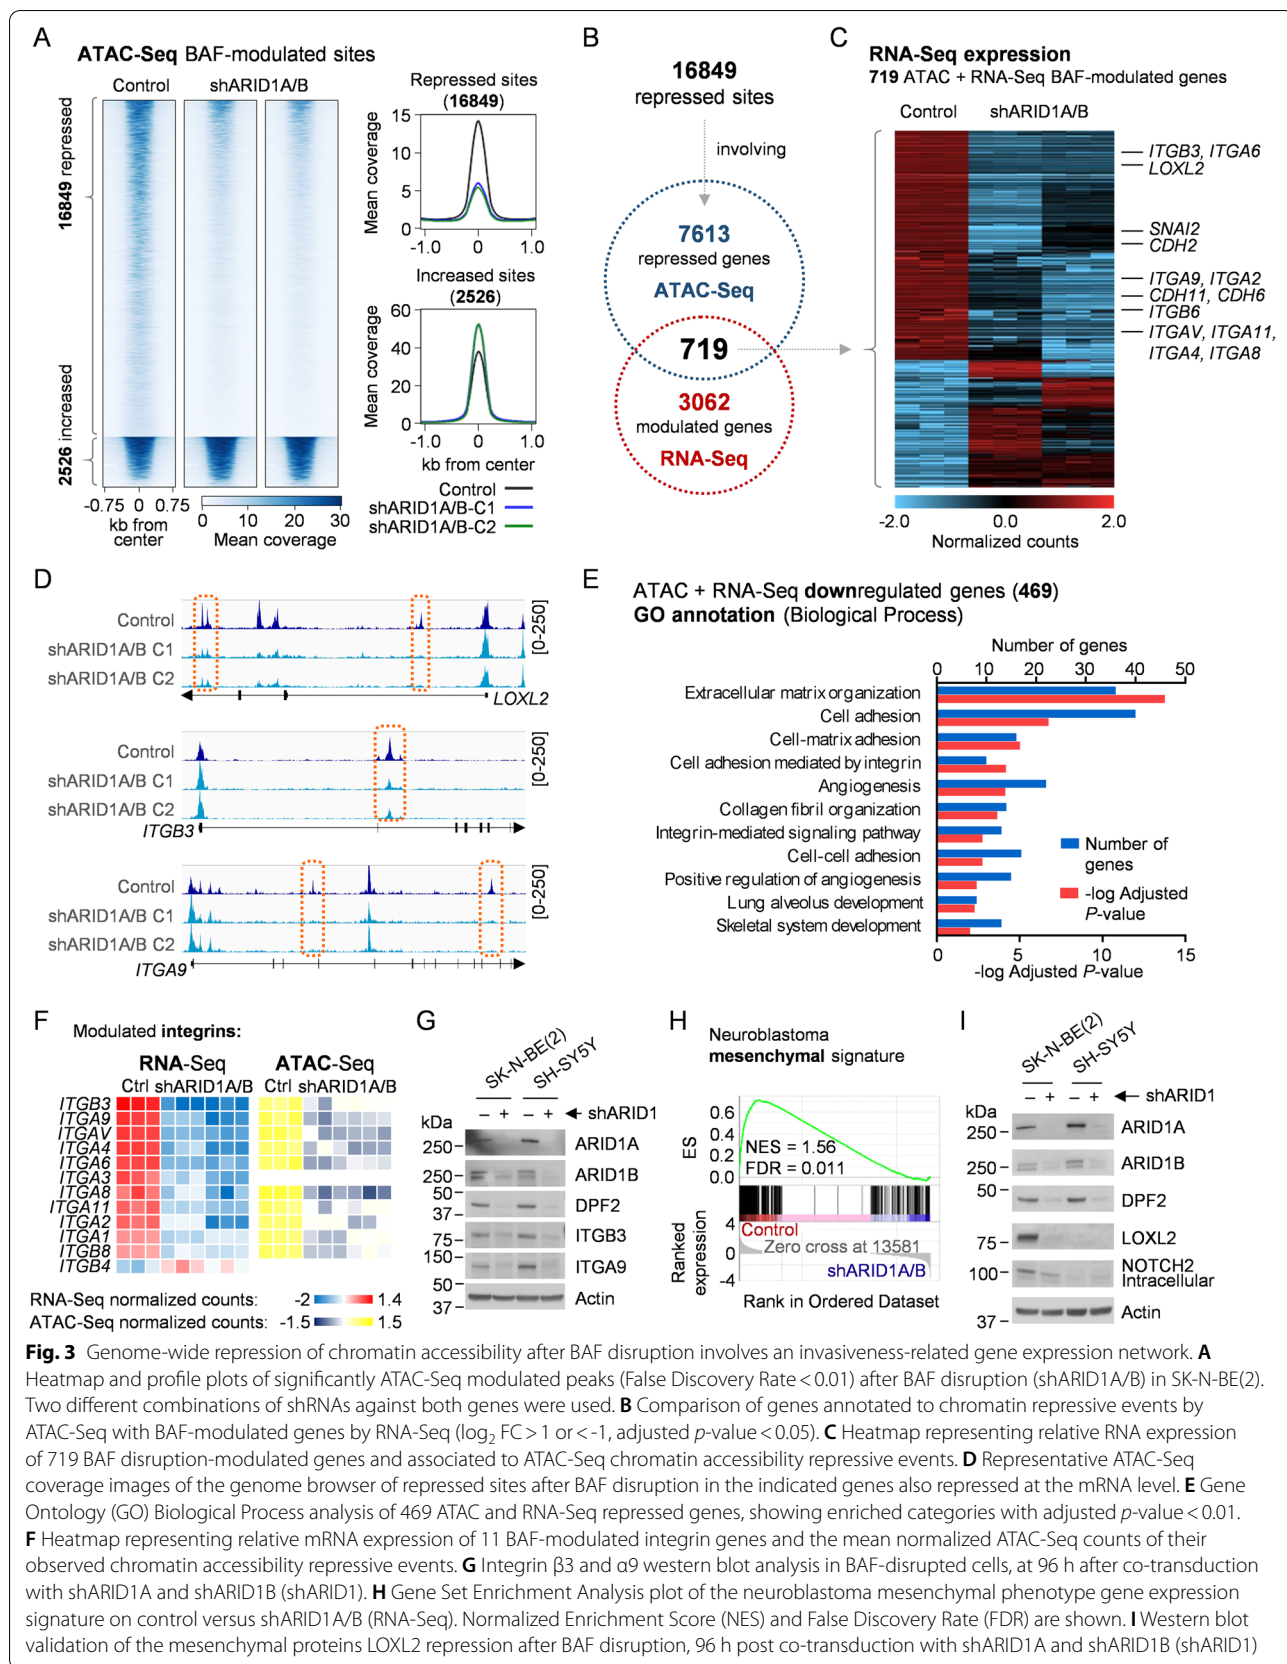 A
ATAC-Seq BAF-modulated sites
Control
shARID1A/B
16849 repressed
2526 increased
-0.75 0 0.75
kb from
center
0 10 20 30
Mean coverage
Repressed sites
(16849)
Mean coverage
15
10
5
0
-1.0 0 1.0
Increased sites
(2526)
Mean coverage
60
40
20
0
-1.0 0 1.0
kb from center
Control
shARID1A/B-C1
shARID1A/B-C2
B
16849
repressed sites
involving
7613
repressed genes
ATAC-Seq
719
3062
modulated genes
RNA-Seq
C
RNA-Seq expression
719 ATAC + RNA-Seq BAF-modulated genes
Control
shARID1A/B
ITGB3, ITGA6
LOXL2
SNAI2
CDH2
ITGA9, ITGA2
CDH11, CDH6
ITGB6
ITGAV, ITGA11,
ITGA4, ITGA8
-2.0 0.0 2.0
Normalized counts
D
Control
shARID1A/B C1
shARID1A/B C2
[0-250]
LOXL2
Control
shARID1A/B C1
shARID1A/B C2
[0-250]
ITGB3
Control
shARID1A/B C1
shARID1A/B C2
[0-250]
ITGA9
E
ATAC + RNA-Seq downregulated genes (469)
GO annotation (Biological Process)
Number of genes
0 10 20 30 40 50
Extracellular matrix organization
Cell adhesion
Cell-matrix adhesion
Cell adhesion mediated by integrin
Angiogenesis
Collagen fibril organization
Integrin-mediated signaling pathway
Cell-cell adhesion
Positive regulation of angiogenesis
Lung alveolus development
Skeletal system development
Number of
genes
-log Adjusted
P-value
0 5 10 15
-log Adjusted P-value
F
Modulated integrins:
RNA-Seq
ATAC-Seq
Ctrl shARID1A/B
Ctrl shARID1A/B
ITGB3
ITGA9
ITGAV
ITGA4
ITGA6
ITGA3
ITGA8
ITGA11
ITGA2
ITGA1
ITGB8
ITGB4
RNA-Seq normalized counts: -2 1.4
ATAC-Seq normalized counts: -1.5 1.5
G
SK-N-BE(2)
SH-SY5Y
– + – + shARID1
kDa
250 ARID1A
250 ARID1B
50
37 DPF2
75 ITGB3
150 ITGA9
50
37 Actin
H
Neuroblastoma
mesenchymal signature
ES
0.6
0.4
0.2
0.0
NES = 1.56
FDR = 0.011
Ranked
expression
4
0
-4
Control
Zero cross at 13581
shARID1A/B
Rank in Ordered Dataset
I
SK-N-BE(2)
SH-SY5Y
– + – + shARID1
kDa
250 ARID1A
250 ARID1B
50
DPF2
75 LOXL2
100 NOTCH2
Intracellular
37 Actin
Fig. 3 Genome-wide repression of chromatin accessibility after BAF disruption involves an invasiveness-related gene expression network. A
Heatmap and profile plots of significantly ATAC-Seq modulated peaks (False Discovery Rate < 0.01) after BAF disruption (shARID1A/B) in SK-N-BE(2).
Two different combinations of shRNAs against both genes were used. B Comparison of genes annotated to chromatin repressive events by
ATAC-Seq with BAF-modulated genes by RNA-Seq (log2 FC > 1 or < -1, adjusted p-value < 0.05). C Heatmap representing relative RNA expression
of 719 BAF disruption-modulated genes and associated to ATAC-Seq chromatin accessibility repressive events. D Representative ATAC-Seq
coverage images of the genome browser of repressed sites after BAF disruption in the indicated genes also repressed at the mRNA level. E Gene
Ontology (GO) Biological Process analysis of 469 ATAC and RNA-Seq repressed genes, showing enriched categories with adjusted p-value < 0.01.
F Heatmap representing relative mRNA expression of 11 BAF-modulated integrin genes and the mean normalized ATAC-Seq counts of their
observed chromatin accessibility repressive events. G Integrin β3 and α9 western blot analysis in BAF-disrupted cells, at 96 h after co-transduction
with shARID1A and shARID1B (shARID1). H Gene Set Enrichment Analysis plot of the neuroblastoma mesenchymal phenotype gene expression
signature on control versus shARID1A/B (RNA-Seq). Normalized Enrichment Score (NES) and False Discovery Rate (FDR) are shown. I Western blot
validation of the mesenchymal proteins LOXL2 repression after BAF disruption, 96 h post co-transduction with shARID1A and shARID1B (shARID1)